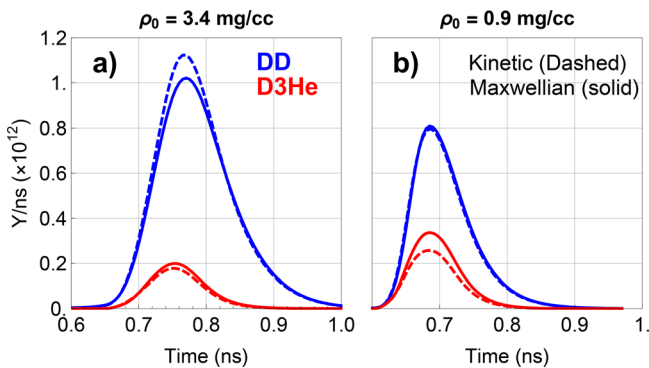 ρ₀ = 3.4 mg/cc
ρ₀ = 0.9 mg/cc
a)
DD
D3He
b)
Kinetic (Dashed)
Maxwellian (solid)
Y/ns (×10¹²)
1.2
1.
0.8
0.6
0.4
0.2
0.
0.6 0.7 0.8 0.9 1.0
0.7 0.8 0.9 1.
Time (ns)
Time (ns)